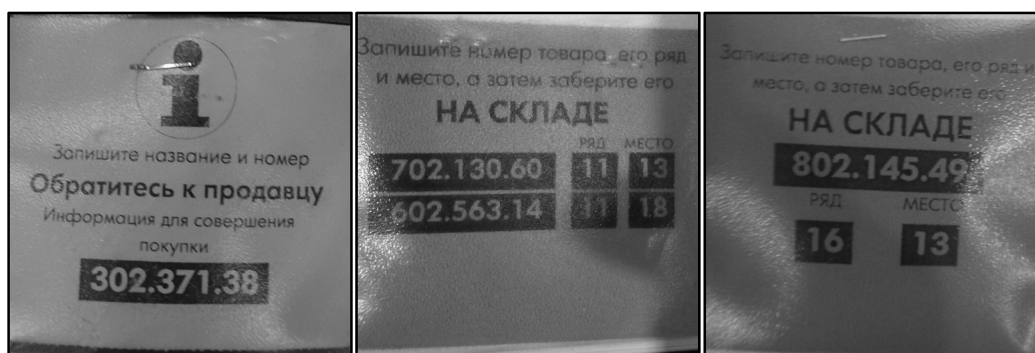 i
Запишите название и номер
Обратитесь к продавцу
Информация для совершения
покупки
302.371.38
Запишите номер товара, его ряд
и место, а затем заберите его
НА СКЛАДЕ
РЯД МЕСТО
702.130.60 11 13
602.563.14 11 18
Запишите номер товара, его ряд и
место, а затем заберите его
НА СКЛАДЕ
802.145.49
РЯД МЕСТО
16 13